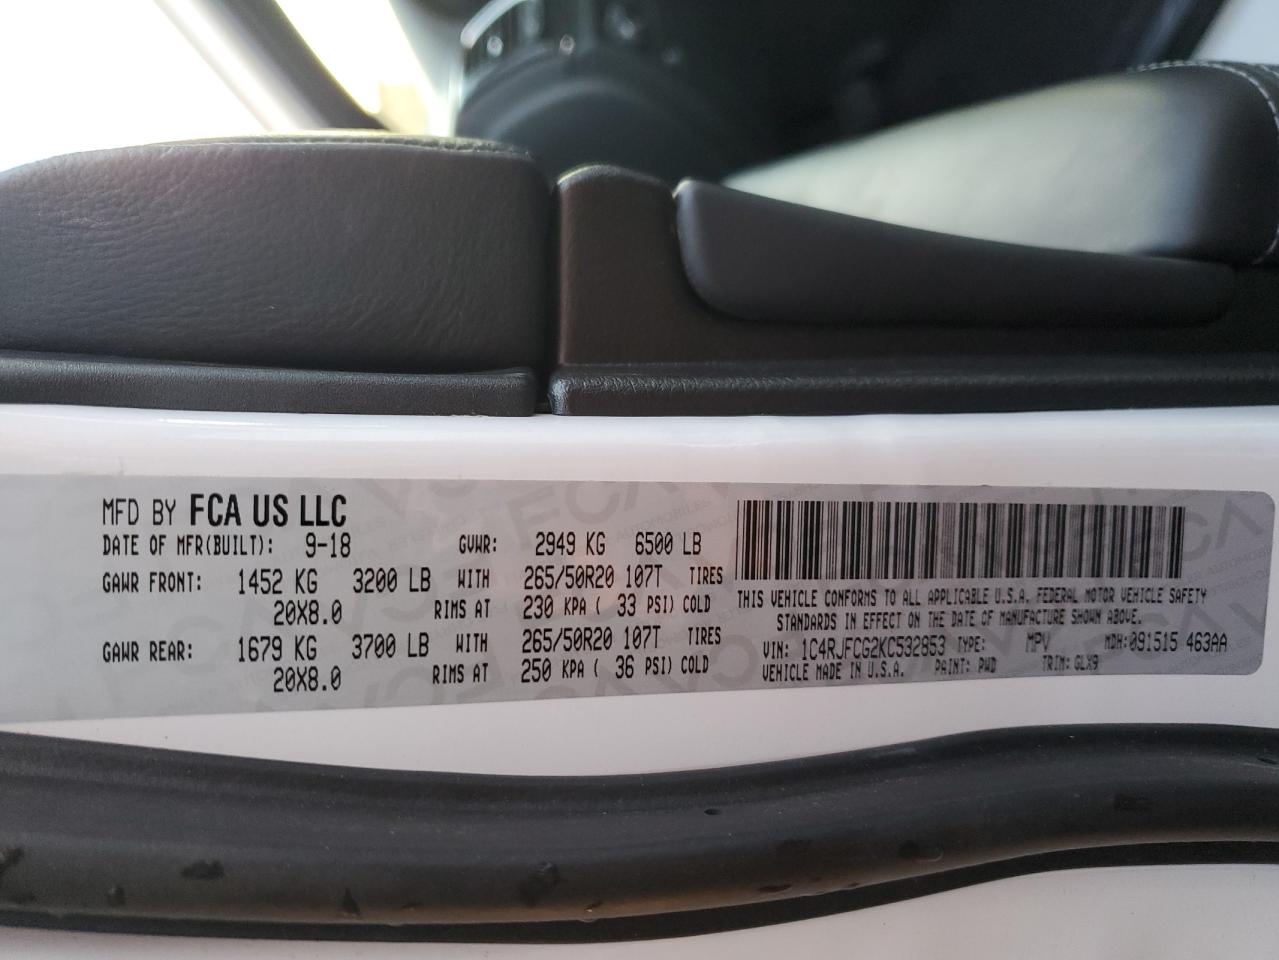 MFD BY FCA US LLC
DATE OF MFR(BUILT): 9-18 GVWR: 2949 KG 6500 LB
GAWR FRONT: 1452 KG 3200 LB WITH 265/50R20 107T TIRES
20X8.0 RIMS AT 230 KPA ( 33 PSI) COLD
GAWR REAR: 1679 KG 3700 LB WITH 265/50R20 107T TIRES
20X8.0 RIMS AT 250 KPA ( 36 PSI) COLD
THIS VEHICLE CONFORMS TO ALL APPLICABLE U.S.A. FEDERAL MOTOR VEHICLE SAFETY
STANDARDS IN EFFECT ON THE DATE OF MANUFACTURE SHOWN ABOVE.
VIN: 1C4RJFCG2KC532853 TYPE: MPV MDH:091515 463AA
VEHICLE MADE IN U.S.A. PAINT: PWD TRIM: GLX9